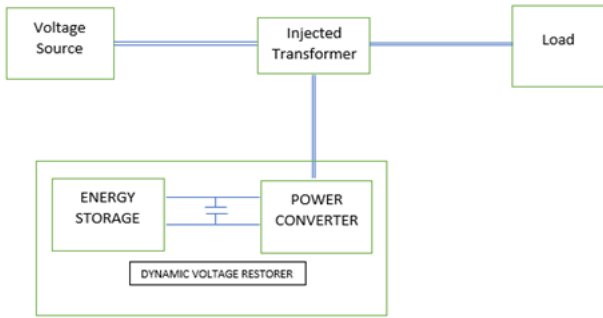 Voltage
Source
Injected
Transformer
Load
ENERGY
STORAGE
POWER
CONVERTER
DYNAMIC VOLTAGE RESTORER